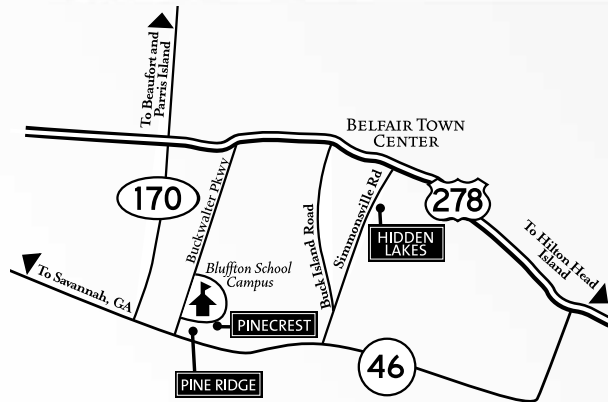 To Beaufort and
Parris Island
BELFAIR TOWN
CENTER
170
278
Buckwalter Pkwy
Buck Island Road
Simmonsville Rd
HIDDEN
LAKES
To Hilton Head
Island
To Savannah, GA
Bluffton School
Campus
PINECREST
PINE RIDGE
46